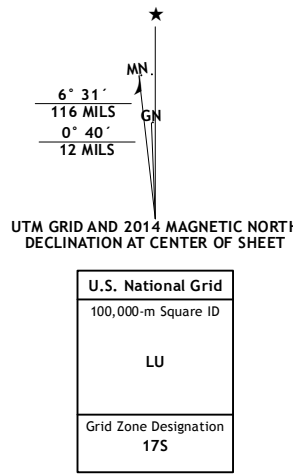 ★
MN.
6° 31´
116 MILS
GN
0° 40´
12 MILS
UTM GRID AND 2014 MAGNETIC NORTH
DECLINATION AT CENTER OF SHEET
U.S. National Grid
100,000-m Square ID
LU
Grid Zone Designation
17S